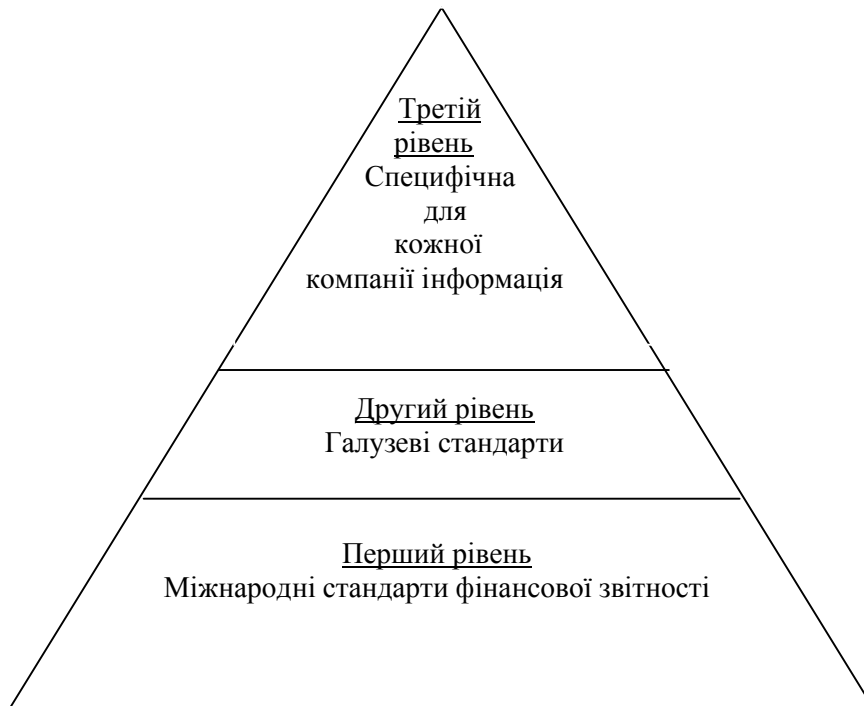 Третій
рівень
Специфічна
для
кожної
компанії інформація
Другий рівень
Галузеві стандарти
Перший рівень
Міжнародні стандарти фінансової звітності